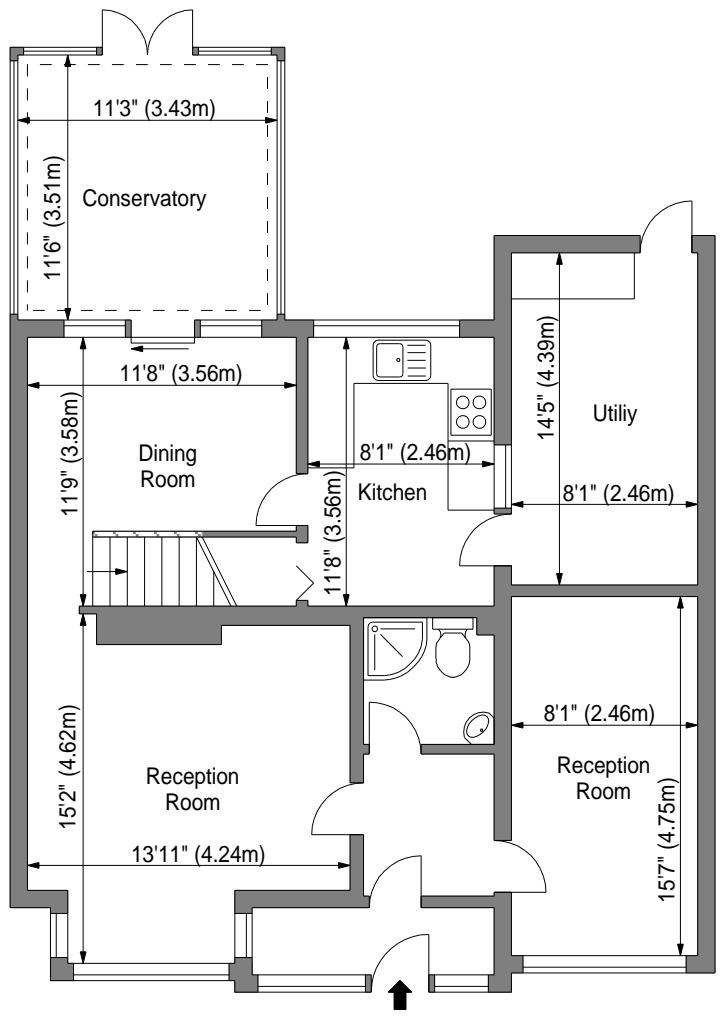 11'3" (3.43m)
11'6" (3.51m)
Conservatory
11'8" (3.56m)
11'9" (3.58m)
Dining
Room
8'1" (2.46m)
Kitchen
11'8" (3.56m)
14'5" (4.39m)
Utiliy
8'1" (2.46m)
15'2" (4.62m)
Reception
Room
13'11" (4.24m)
8'1" (2.46m)
Reception
Room
15'7" (4.75m)